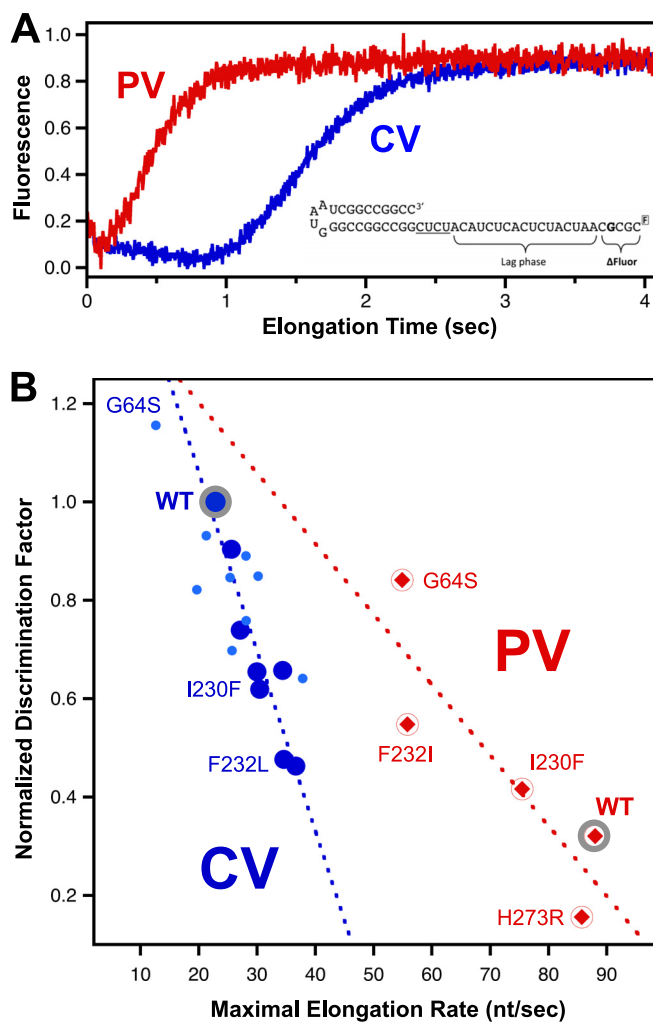 A
1.0
0.8
0.6
0.4
0.2
0.0
Fluorescence
PV
CV
A UCGGCCGGCC3′
A
U
G GGCCGGCCGGCUCUACAUCUCACUCUACUAACGCGC F
Lag phase
ΔFluor
0 1 2 3 4
Elongation Time (sec)
B
1.2
1.0
0.8
0.6
0.4
0.2
Normalized Discrimination Factor
G64S
WT
I230F
F232L
CV
G64S
PV
F232I
I230F
WT
H273R
10 20 30 40 50 60 70 80 90
Maximal Elongation Rate (nt/sec)